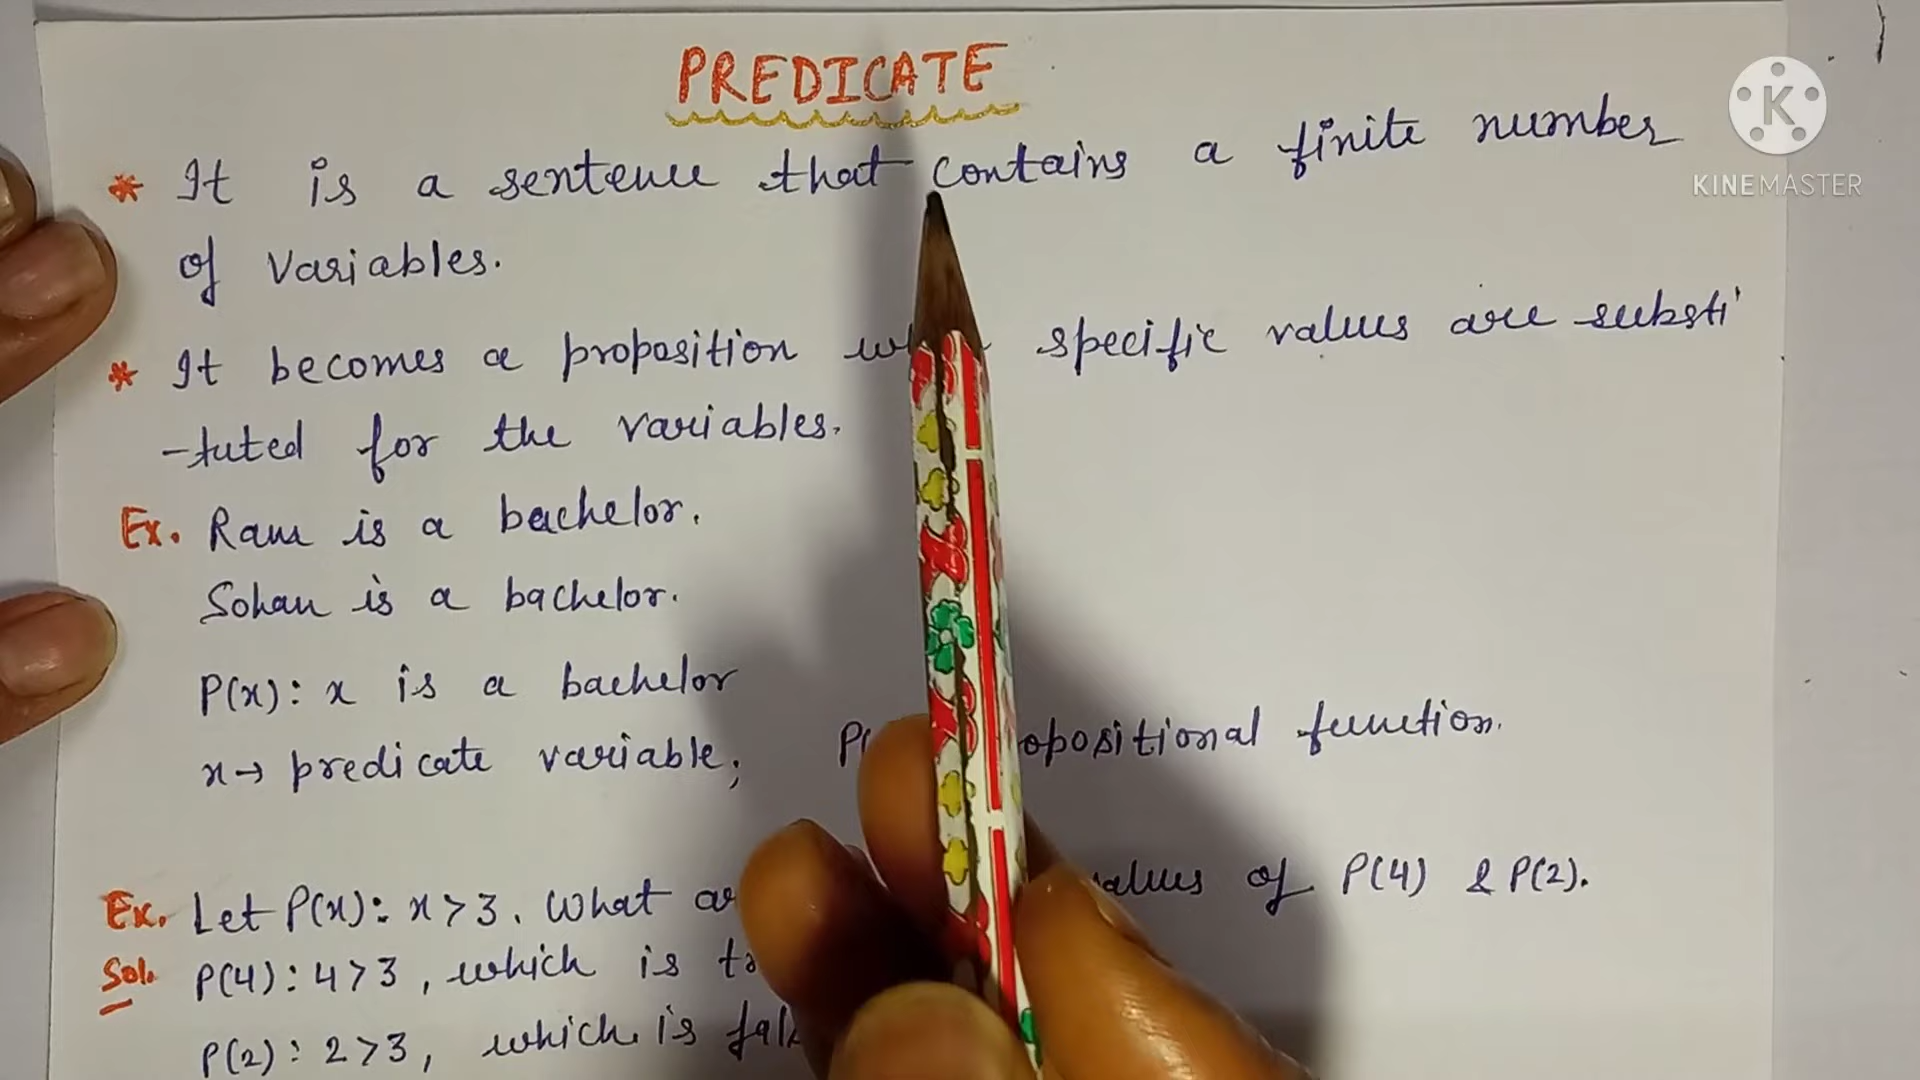 PREDICATE
* It is a sentence that contains a finite number
of variables.
* It becomes a proposition specific values are substi
-tuted for the variables.
Ex. Ram is a bachelor.
Sohan is a bachelor.
P(x): x is a bachelor
x→ predicate variable; function.
Ex. Let P(x): x > 3. What of P(4) & P(2).
Sol. P(4): 4 > 3, which is
P(2): 2 > 3, which is
KINEMASTER